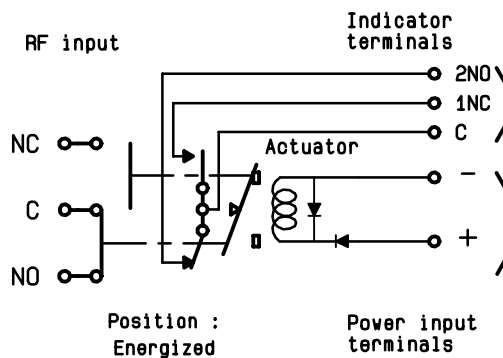 Indicator
terminals
RF input
2NO
1NC
C
NC
Actuator
C
-
+
NO
Position :
Energized
Power input
terminals